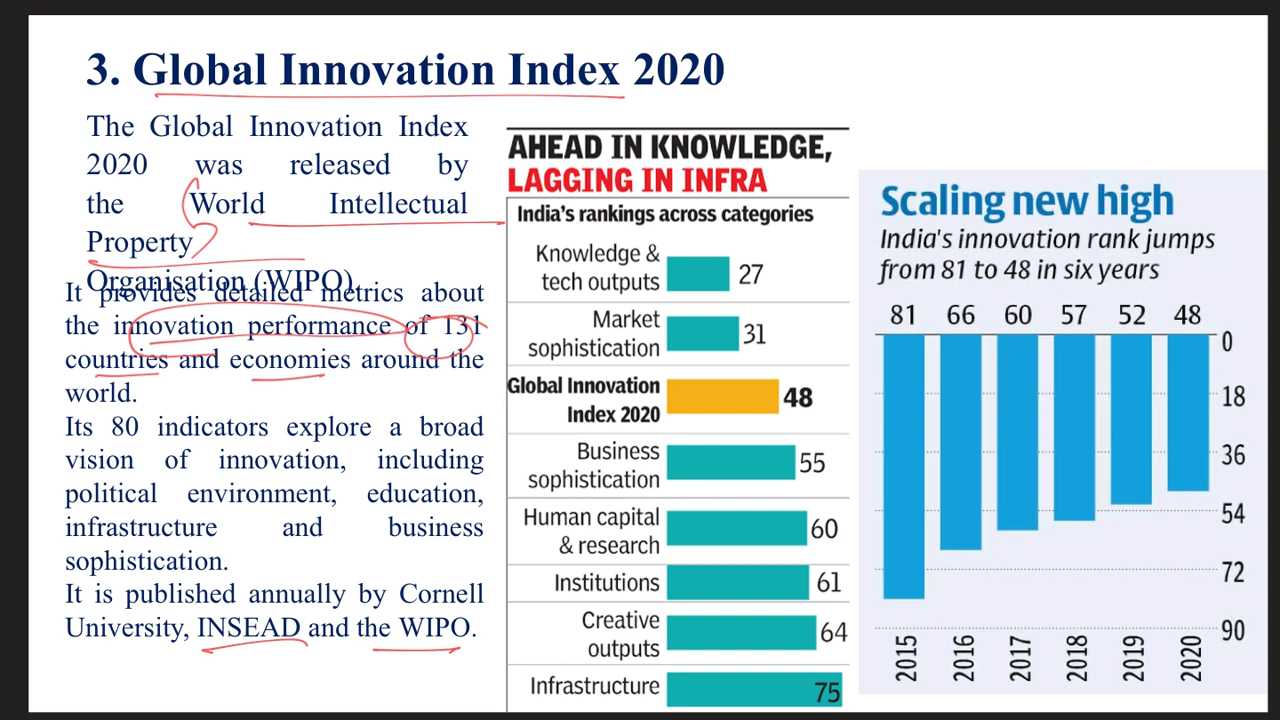 3. Global Innovation Index 2020
The Global Innovation Index
2020 was released by
the World Intellectual
Property
Organisation (WIPO)
It provides detailed metrics about
the innovation performance of 131
countries and economies around the
world.
Its 80 indicators explore a broad
vision of innovation, including
political environment, education,
infrastructure and business
sophistication.
It is published annually by Cornell
University, INSEAD and the WIPO.
AHEAD IN KNOWLEDGE,
LAGGING IN INFRA
India's rankings across categories
Knowledge &
tech outputs 27
Market
sophistication 31
Global Innovation
Index 2020 48
Business
sophistication 55
Human capital
& research 60
Institutions 61
Creative
outputs 64
Infrastructure 75
Scaling new high
India's innovation rank jumps
from 81 to 48 in six years
81 66 60 57 52 48
0
18
36
54
72
90
2015 2016 2017 2018 2019 2020